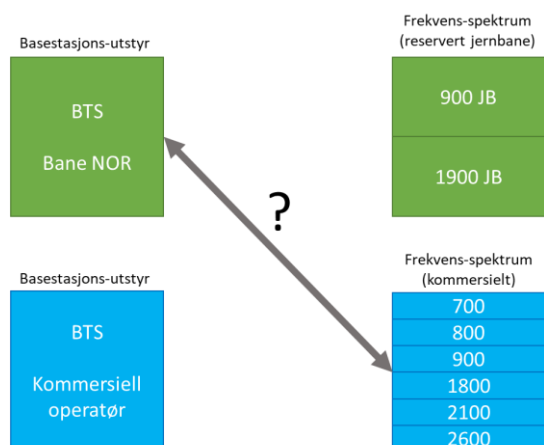 Basestasjons-utstyr
BTS
Bane NOR
Frekvens-spektrum
(reservert jernbane)
900 JB
1900 JB
?
Basestasjons-utstyr
BTS
Kommersiell
operatør
Frekvens-spektrum
(kommersielt)
700
800
900
1800
2100
2600